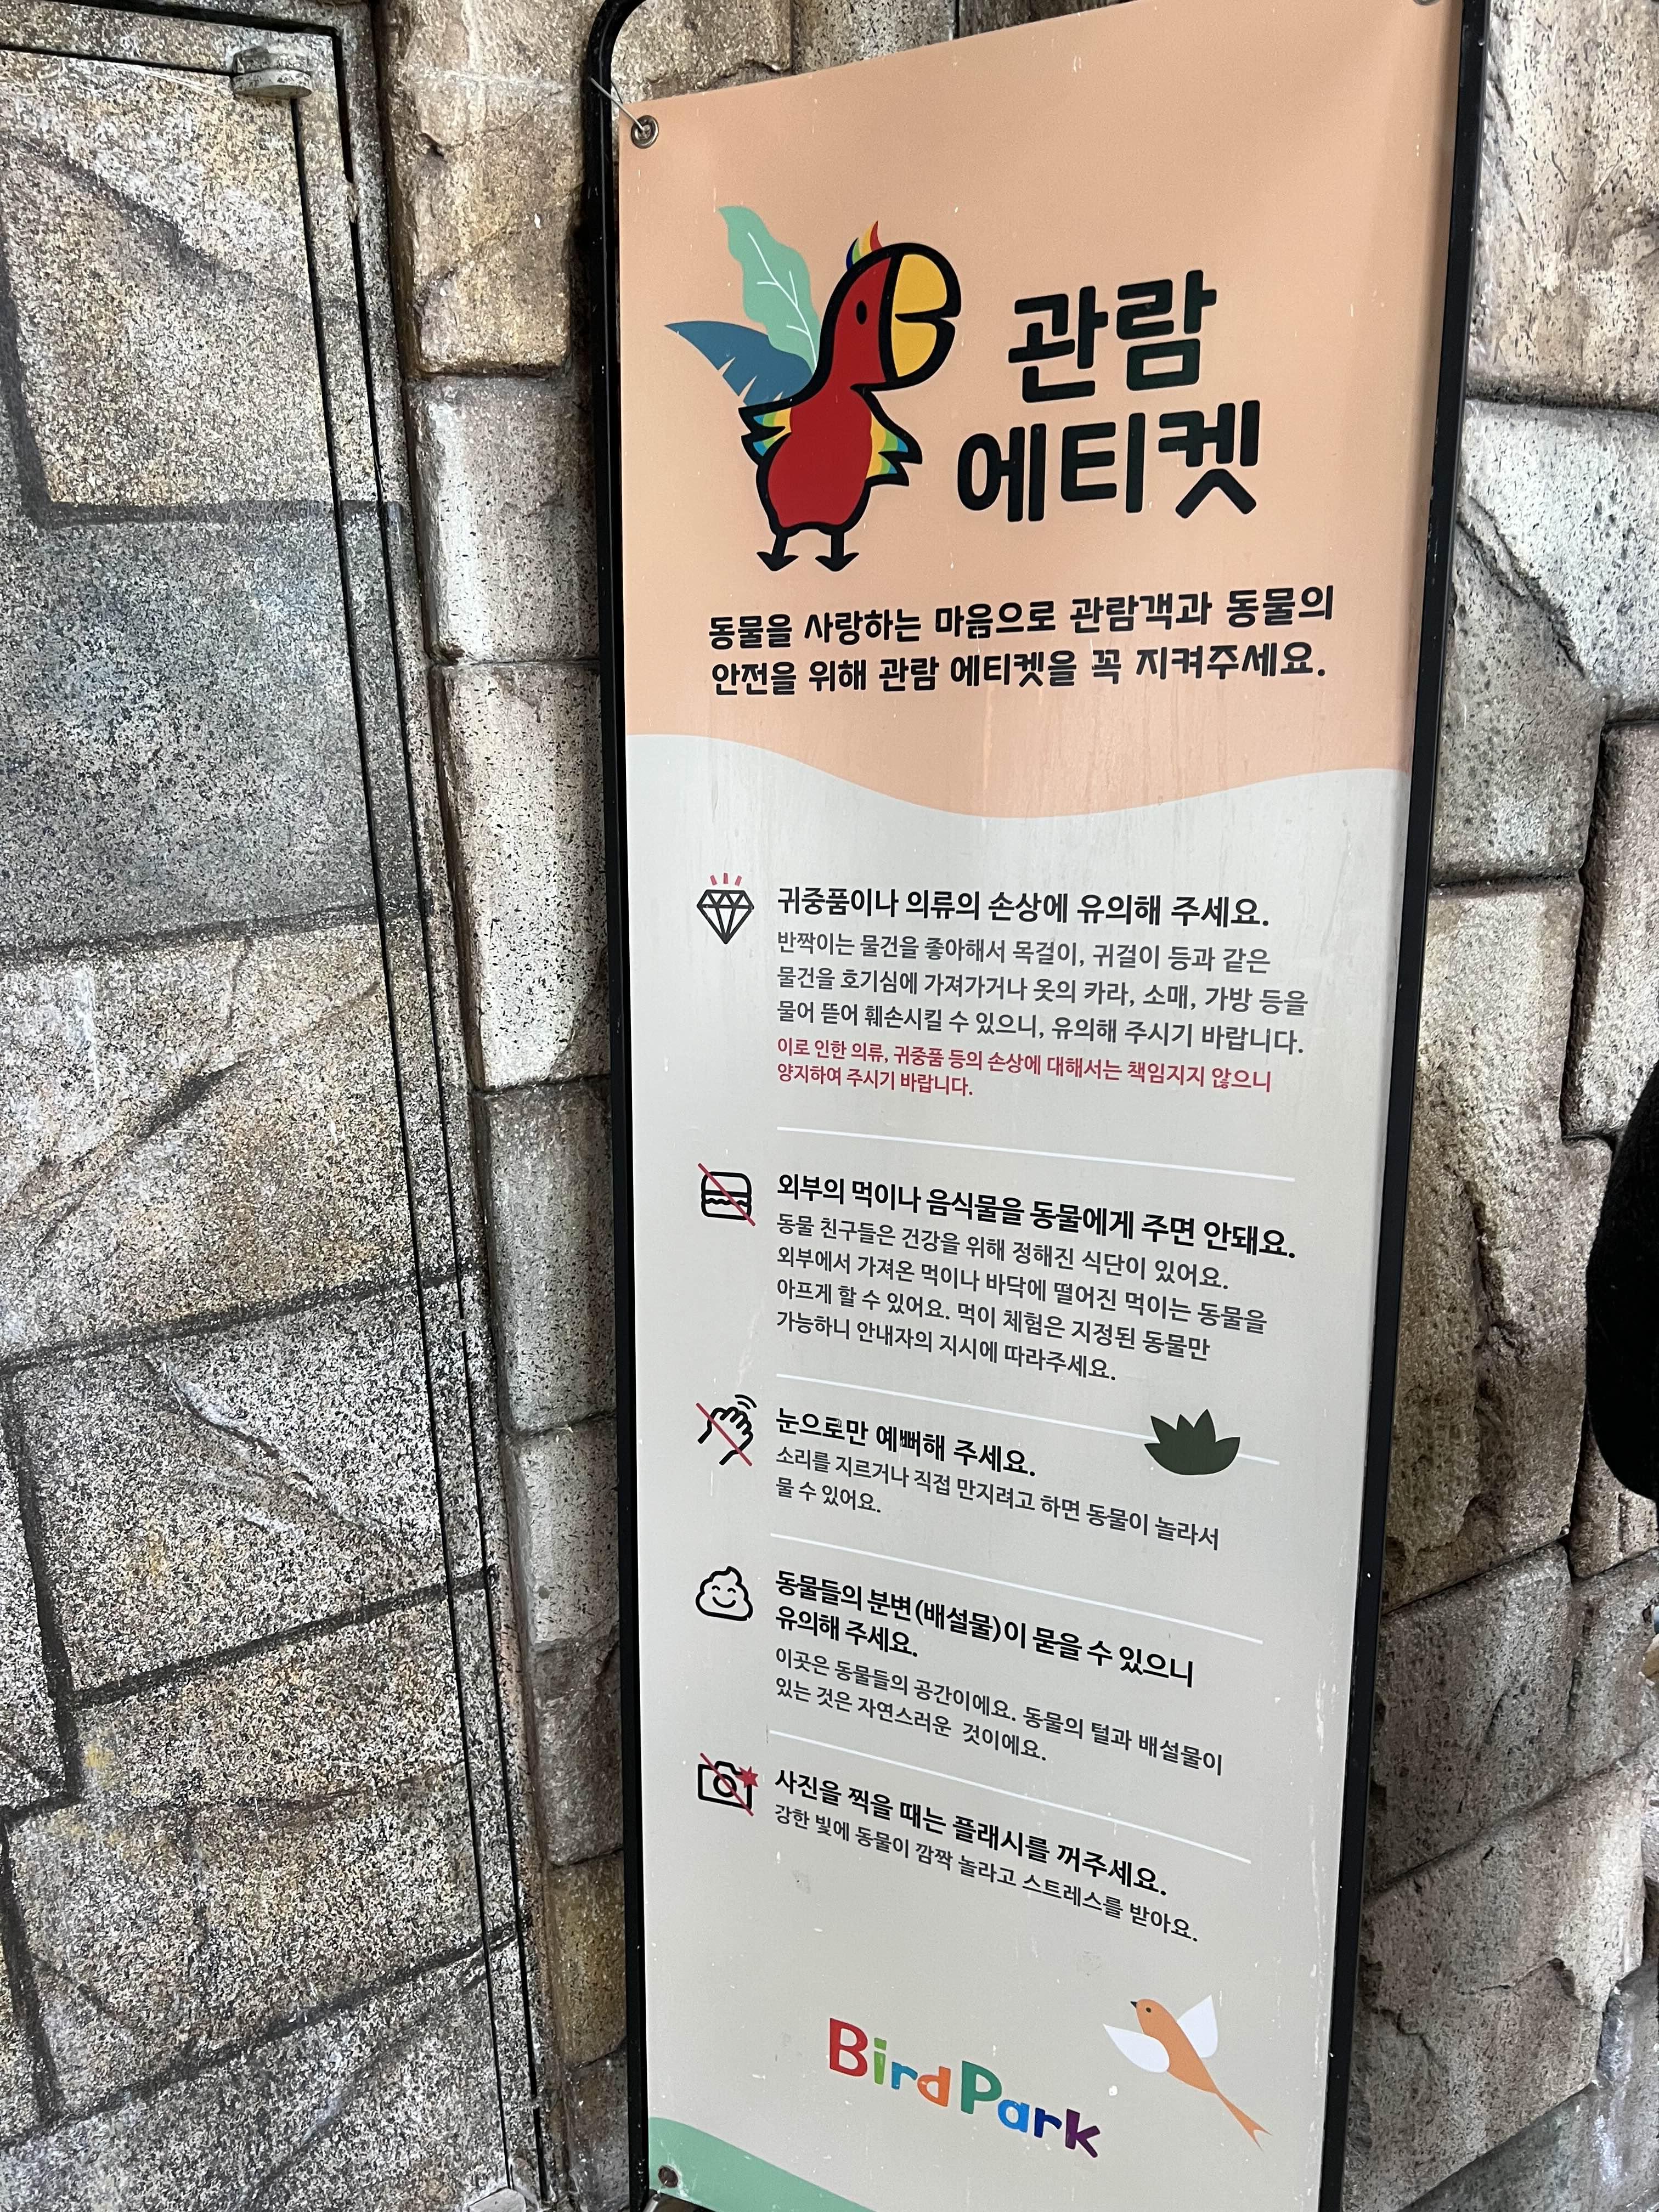 관람
에티켓
동물을 사랑하는 마음으로 관람객과 동물의
안전을 위해 관람 에티켓을 꼭 지켜주세요.
귀중품이나 의류의 손상에 유의해 주세요.
반짝이는 물건을 좋아해서 목걸이, 귀걸이 등과 같은
물건을 호기심에 가져가거나 옷의 카라, 소매, 가방 등을
물어 뜯어 훼손시킬 수 있으니, 유의해 주시기 바랍니다.
이로 인한 의류, 귀중품 등의 손상에 대해서는 책임지지 않으니
양지하여 주시기 바랍니다.
외부의 먹이나 음식물을 동물에게 주면 안돼요.
동물 친구들은 건강을 위해 정해진 식단이 있어요.
외부에서 가져온 먹이나 바닥에 떨어진 먹이는 동물을
아프게 할 수 있어요. 먹이 체험은 지정된 동물만
가능하니 안내자의 지시에 따라주세요.
눈으로만 예뻐해 주세요.
소리를 지르거나 직접 만지려고 하면 동물이 놀라서
물 수 있어요.
동물들의 분변(배설물)이 묻을 수 있으니
유의해 주세요.
이곳은 동물들의 공간이에요. 동물의 털과 배설물이
있는 것은 자연스러운 것이에요.
사진을 찍을 때는 플래시를 꺼주세요.
강한 빛에 동물이 깜짝 놀라고 스트레스를 받아요.
BirdPark